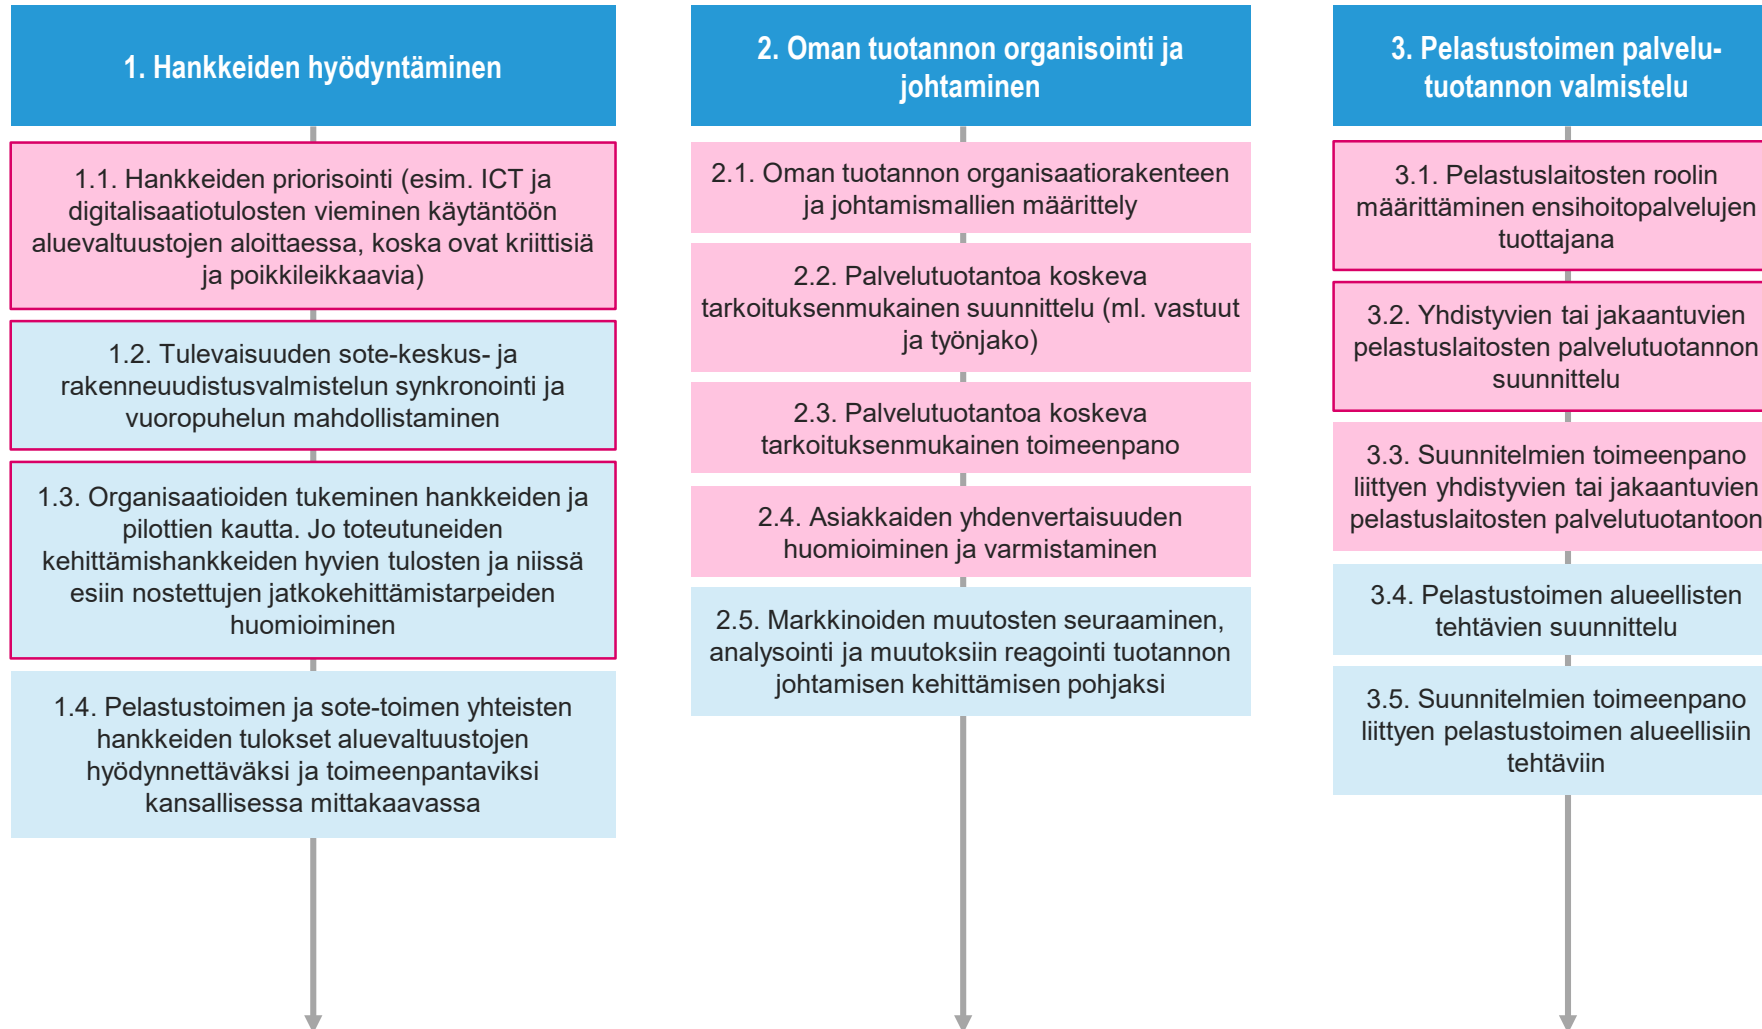 1. Hankkeiden hyödyntäminen
1.1. Hankkeiden priorisointi (esim. ICT ja
digitalisaatiotulosten vieminen käytäntöön
aluevaltuustojen aloittaessa, koska ovat kriittisiä
ja poikkileikkaavia)
1.2. Tulevaisuuden sote-keskus- ja
rakenneuudistusvalmistelun synkronointi ja
vuoropuhelun mahdollistaminen
1.3. Organisaatioiden tukeminen hankkeiden ja
pilottien kautta. Jo toteutuneiden
kehittämishankkeiden hyvien tulosten ja niissä
esiin nostettujen jatkokehittämistarpeiden
huomioiminen
1.4. Pelastustoimen ja sote-toimen yhteisten
hankkeiden tulokset aluevaltuustojen
hyödynnettäväksi ja toimeenpantaviksi
kansallisessa mittakaavassa
2. Oman tuotannon organisointi ja
johtaminen
2.1. Oman tuotannon organisaatiorakenteen
ja johtamismallien määrittely
2.2. Palvelutuotantoa koskeva
tarkoituksenmukainen suunnittelu (ml. vastuut
ja työnjako)
2.3. Palvelutuotantoa koskeva
tarkoituksenmukainen toimeenpano
2.4. Asiakkaiden yhdenvertaisuuden
huomioiminen ja varmistaminen
2.5. Markkinoiden muutosten seuraaminen,
analysointi ja muutoksiin reagointi tuotannon
johtamisen kehittämisen pohjaksi
3. Pelastustoimen palvelu-
tuotannon valmistelu
3.1. Pelastuslaitosten roolin
määrittäminen ensihoitopalvelujen
tuottajana
3.2. Yhdistyvien tai jakaantuvien
pelastuslaitosten palvelutuotannon
suunnittelu
3.3. Suunnitelmien toimeenpano
liittyen yhdistyvien tai jakaantuvien
pelastuslaitosten palvelutuotantoon
3.4. Pelastustoimen alueellisten
tehtävien suunnittelu
3.5. Suunnitelmien toimeenpano
liittyen pelastustoimen alueellisiin
tehtäviin